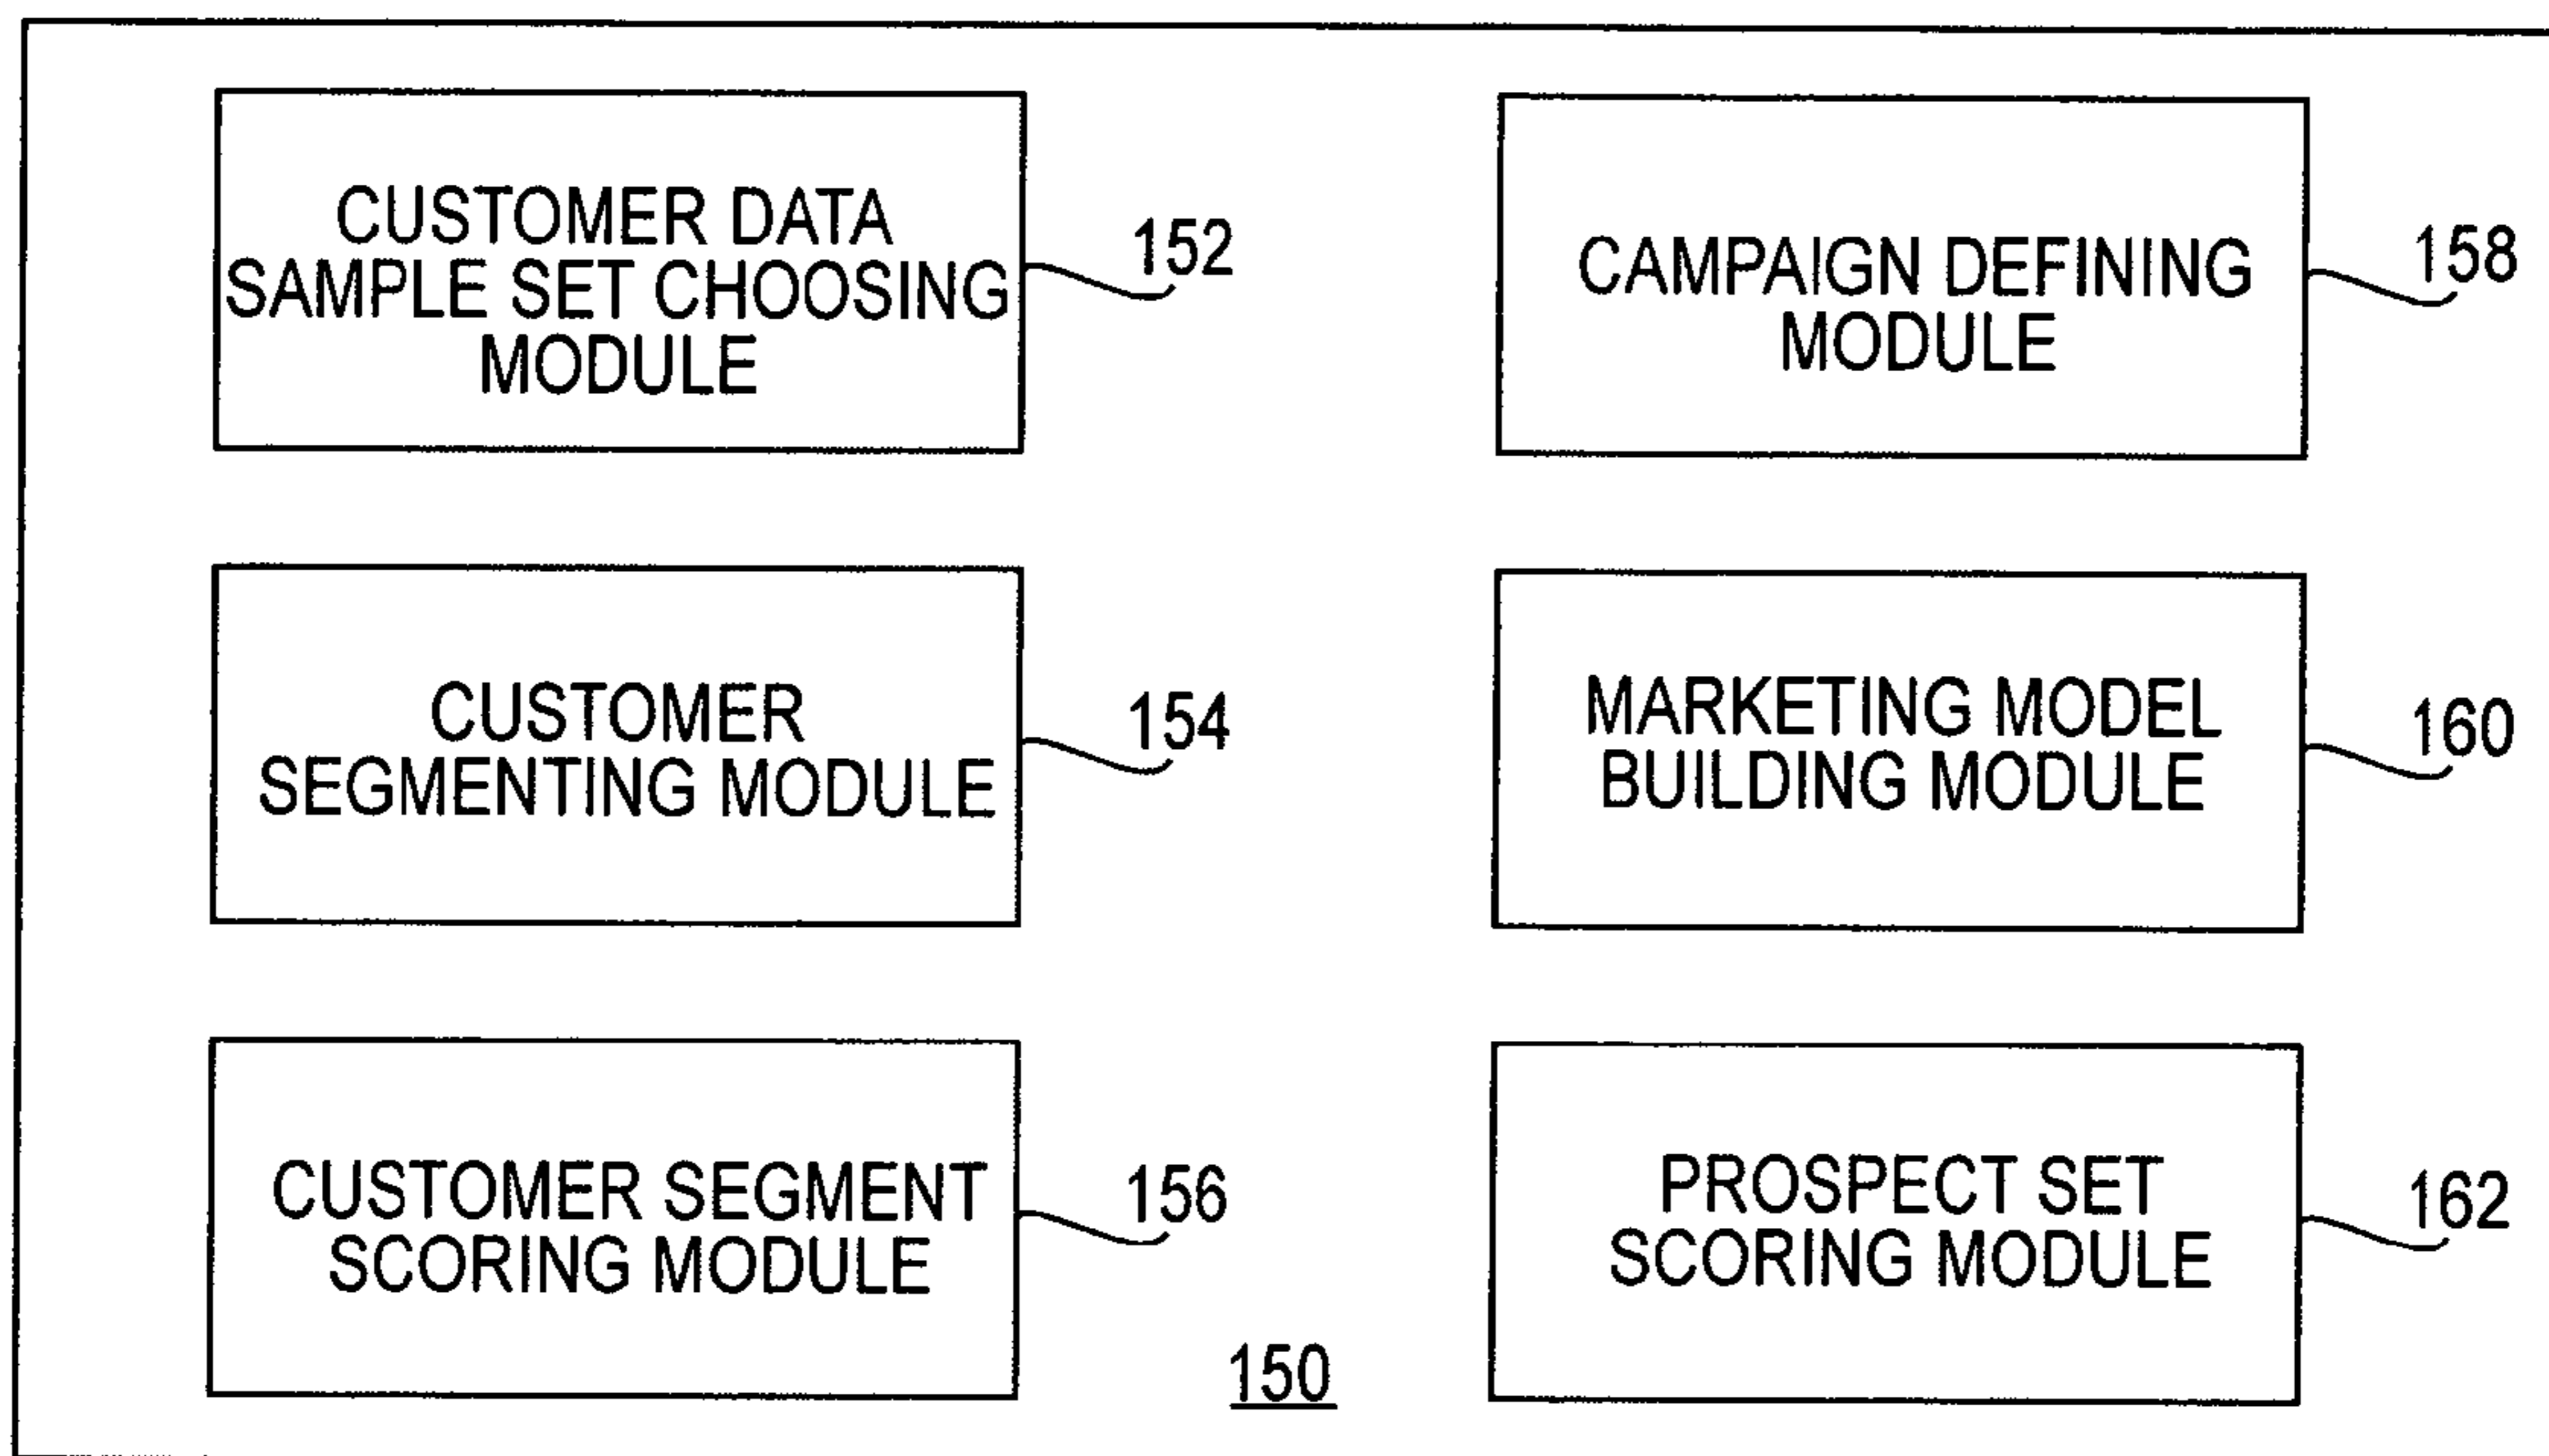 CUSTOMER DATA
SAMPLE SET CHOOSING
MODULE
152
CUSTOMER
SEGMENTING MODULE
154
CUSTOMER SEGMENT
SCORING MODULE
156
CAMPAIGN DEFINING
MODULE
158
MARKETING MODEL
BUILDING MODULE
160
PROSPECT SET
SCORING MODULE
162
150